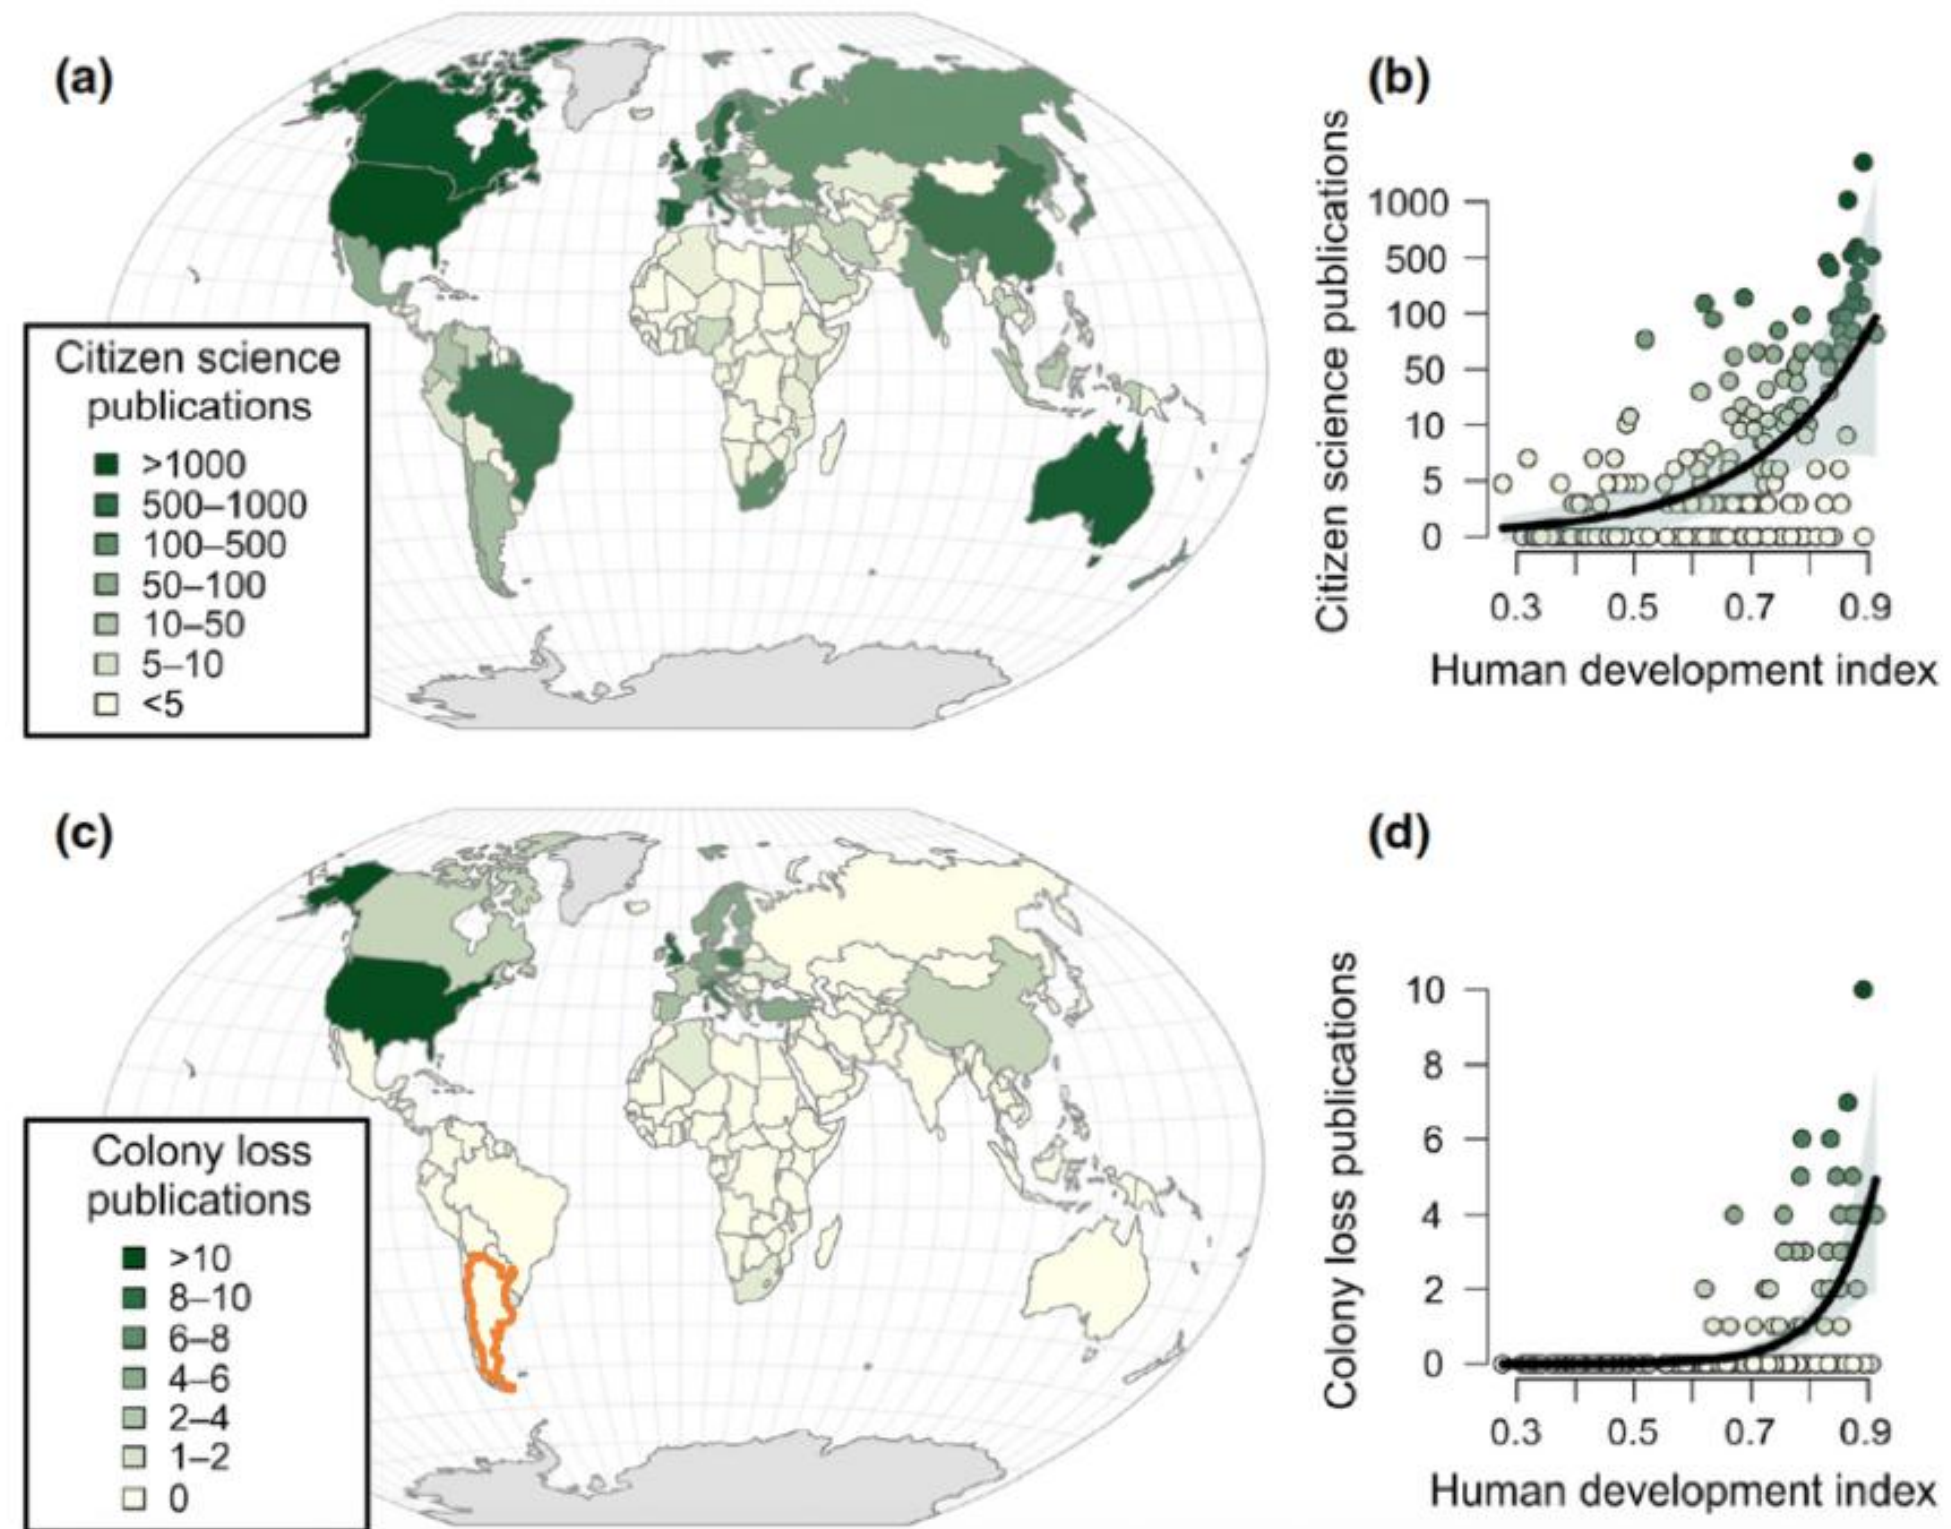 (a)
Citizen science
publications
>1000
500–1000
100–500
50–100
10–50
5–10
<5
(b)
Citizen science publications
1000
500
100
50
10
5
0
0.3 0.5 0.7 0.9
Human development index
(c)
Colony loss
publications
>10
8–10
6–8
4–6
2–4
1–2
0
(d)
Colony loss publications
10
8
6
4
2
0
0.3 0.5 0.7 0.9
Human development index